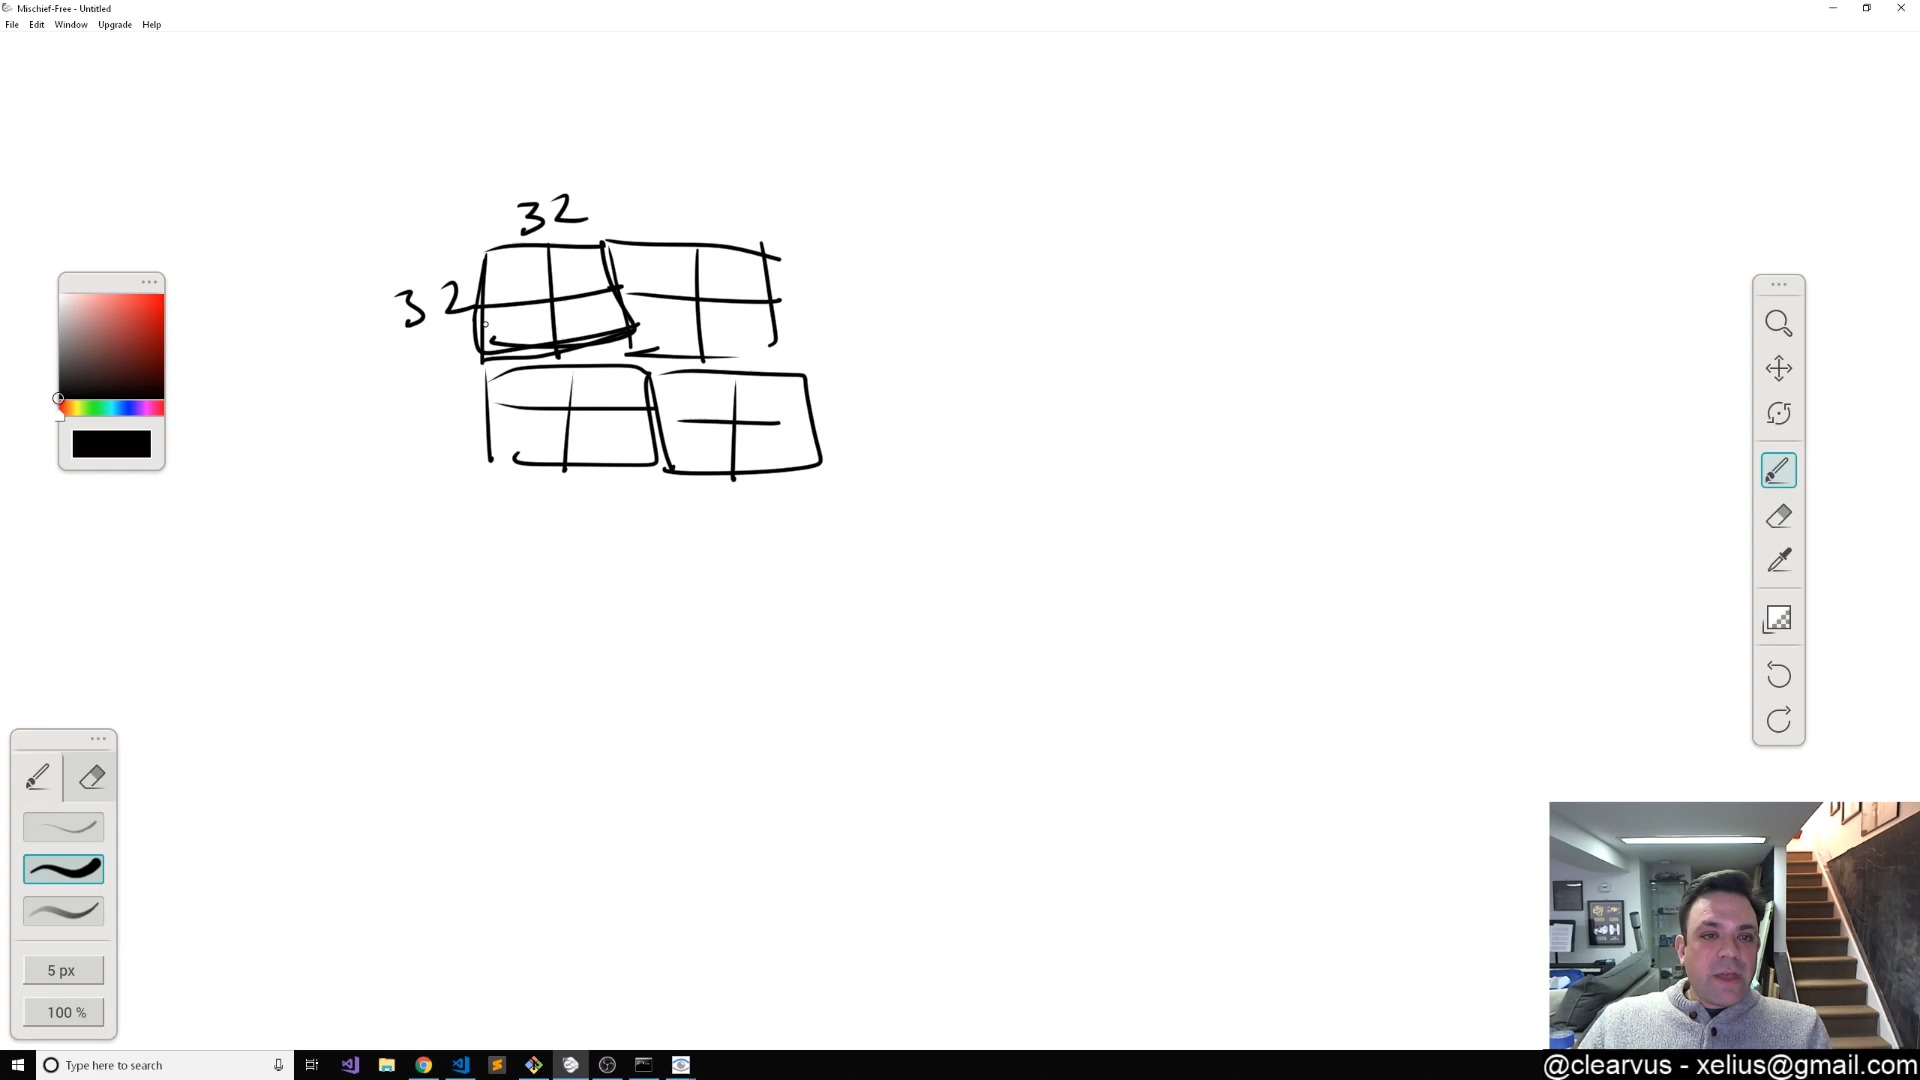 Mischief-Free - Untitled
File Edit Window Upgrade Help
32
32
5 px
100 %
Type here to search
@clearvus - xelius@gmail.com